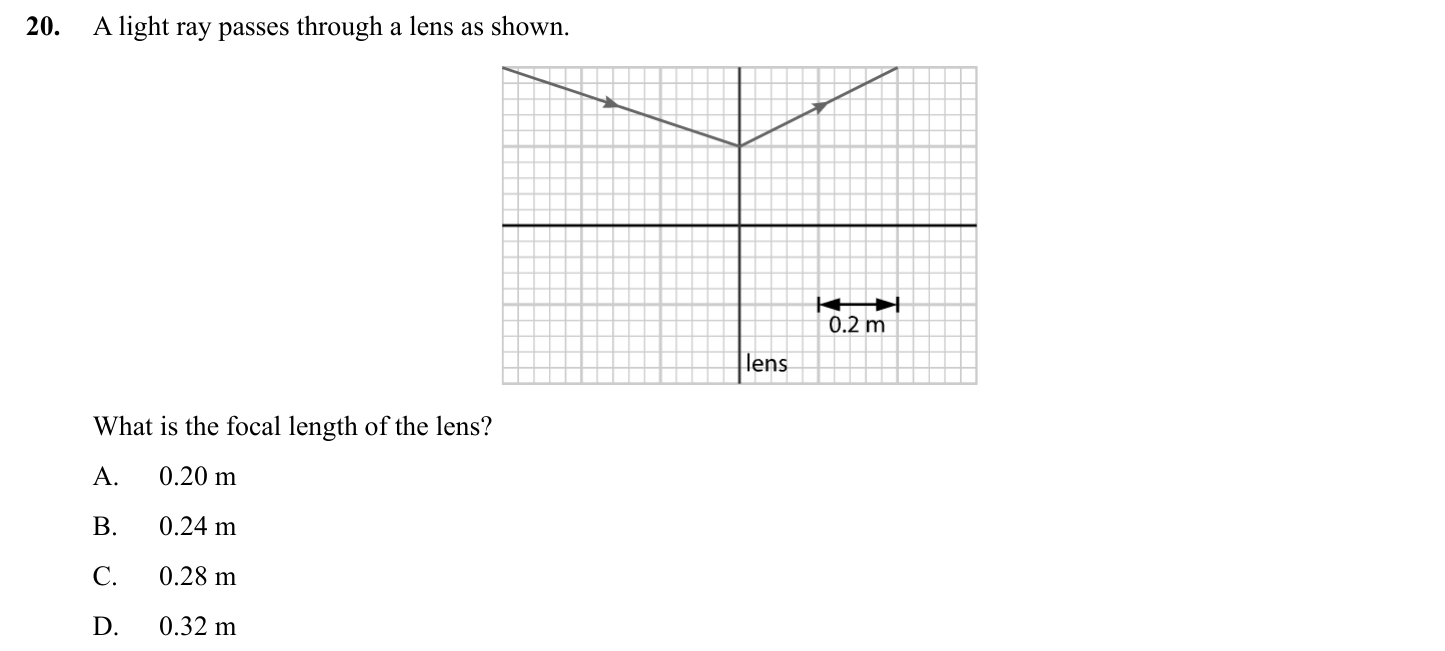 20. A light ray passes through a lens as shown.
0.2 m
lens
What is the focal length of the lens?
A. 0.20 m
B. 0.24 m
C. 0.28 m
D. 0.32 m